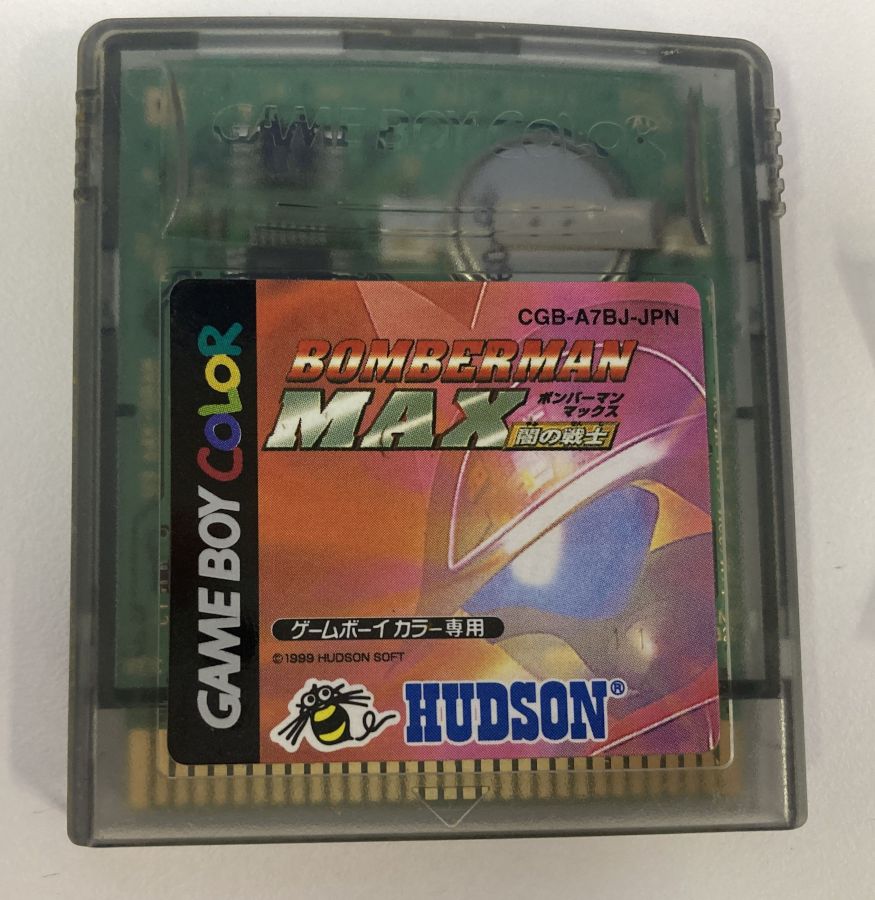 GAME BOY COLOR
CGB-A7BJ-JPN
BOMBERMAN
MAX
ボンバーマン
マックス
闇の戦士
GAME BOY COLOR
ゲームボーイカラー専用
©1999 HUDSON SOFT
HUDSON®